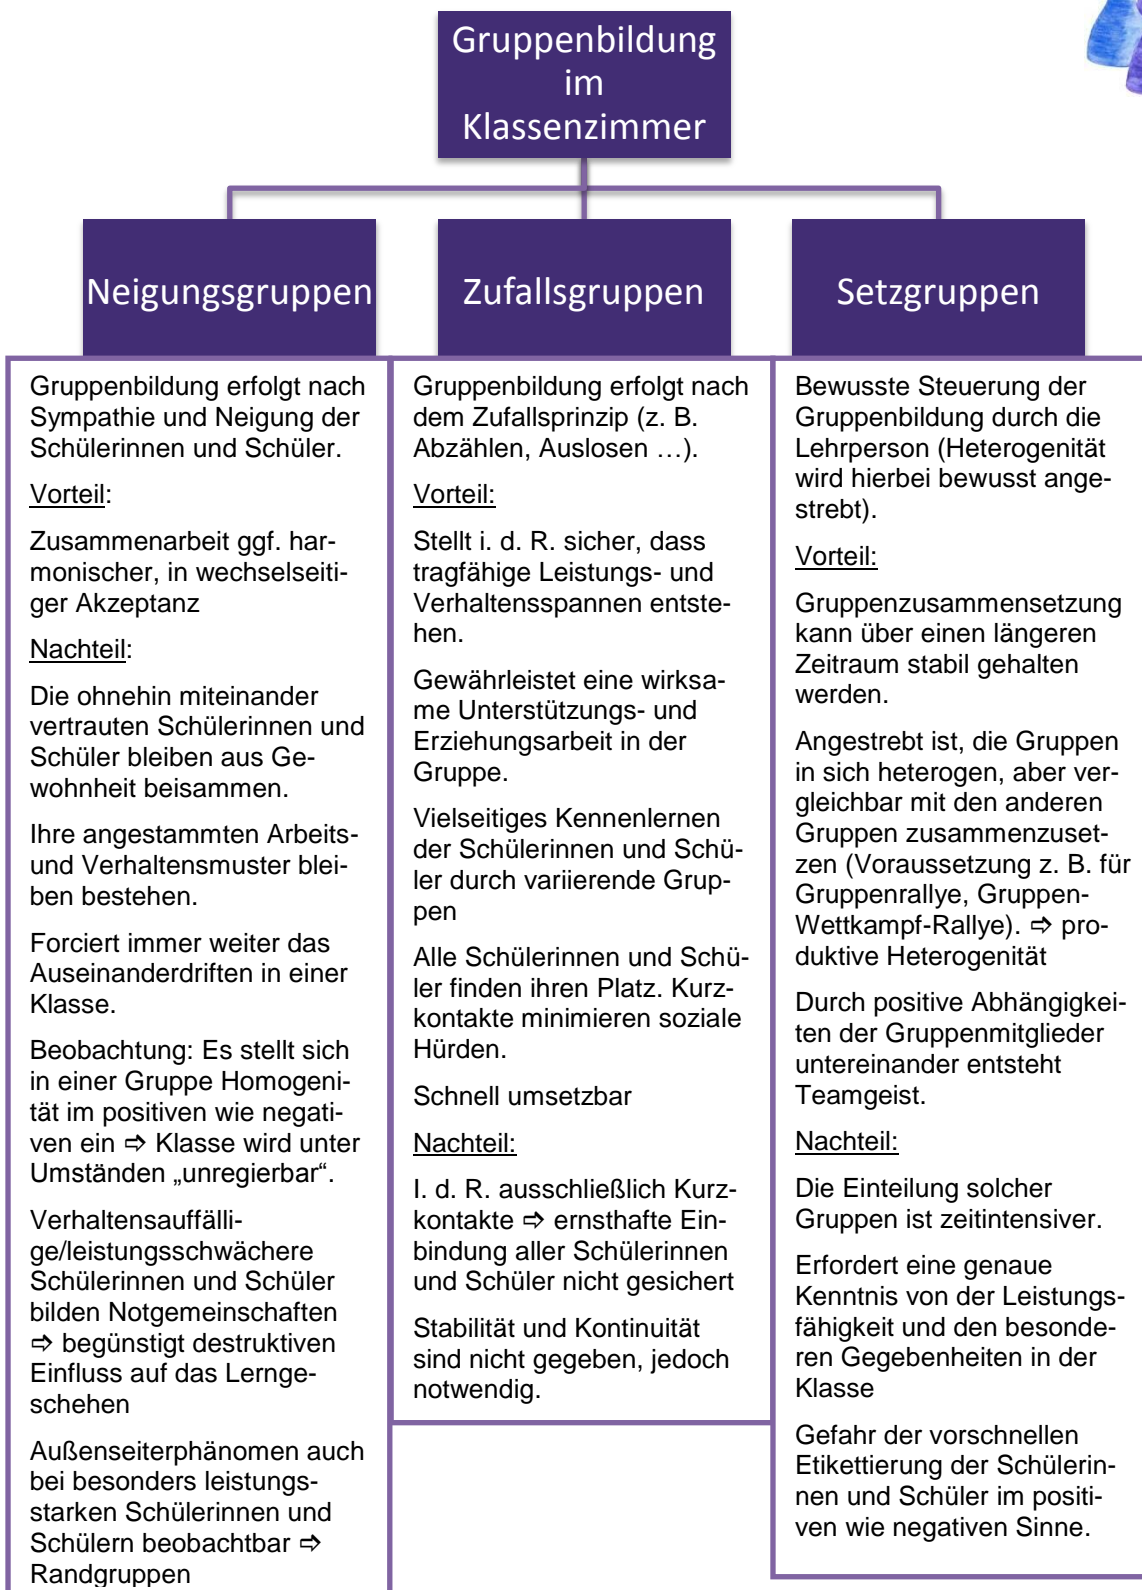 Gruppenbildung
im
Klassenzimmer
Neigungsgruppen
Zufallsgruppen
Setzgruppen
Gruppenbildung erfolgt nach
Sympathie und Neigung der
Schülerinnen und Schüler.
Vorteil:
Zusammenarbeit ggf. har-
monischer, in wechselseiti-
ger Akzeptanz
Nachteil:
Die ohnehin miteinander
vertrauten Schülerinnen und
Schüler bleiben aus Ge-
wohnheit beisammen.
Ihre angestammten Arbeits-
und Verhaltensmuster blei-
ben bestehen.
Forciert immer weiter das
Auseinanderdriften in einer
Klasse.
Beobachtung: Es stellt sich
in einer Gruppe Homogeni-
tät im positiven wie negati-
ven ein ⇨ Klasse wird unter
Umständen „unregierbar“.
Verhaltensauffälli-
ge/leistungsschwächere
Schülerinnen und Schüler
bilden Notgemeinschaften
⇨ begünstigt destruktiven
Einfluss auf das Lernge-
schehen
Außenseiterphänomen auch
bei besonders leistungs-
starken Schülerinnen und
Schülern beobachtbar ⇨
Randgruppen
Gruppenbildung erfolgt nach
dem Zufallsprinzip (z. B.
Abzählen, Auslosen …).
Vorteil:
Stellt i. d. R. sicher, dass
tragfähige Leistungs- und
Verhaltensspannen entste-
hen.
Gewährleistet eine wirksa-
me Unterstützungs- und
Erziehungsarbeit in der
Gruppe.
Vielseitiges Kennenlernen
der Schülerinnen und Schü-
ler durch variierende Grup-
pen
Alle Schülerinnen und Schü-
ler finden ihren Platz. Kurz-
kontakte minimieren soziale
Hürden.
Schnell umsetzbar
Nachteil:
I. d. R. ausschließlich Kurz-
kontakte ⇨ ernsthafte Ein-
bindung aller Schülerinnen
und Schüler nicht gesichert
Stabilität und Kontinuität
sind nicht gegeben, jedoch
notwendig.
Bewusste Steuerung der
Gruppenbildung durch die
Lehrperson (Heterogenität
wird hierbei bewusst ange-
strebt).
Vorteil:
Gruppenzusammensetzung
kann über einen längeren
Zeitraum stabil gehalten
werden.
Angestrebt ist, die Gruppen
in sich heterogen, aber ver-
gleichbar mit den anderen
Gruppen zusammenzuset-
zen (Voraussetzung z. B. für
Gruppenrallye, Gruppen-
Wettkampf-Rallye). ⇨ pro-
duktive Heterogenität
Durch positive Abhängigkei-
ten der Gruppenmitglieder
untereinander entsteht
Teamgeist.
Nachteil:
Die Einteilung solcher
Gruppen ist zeitintensiver.
Erfordert eine genaue
Kenntnis von der Leistungs-
fähigkeit und den besonde-
ren Gegebenheiten in der
Klasse
Gefahr der vorschnellen
Etikettierung der Schülerin-
nen und Schüler im positi-
ven wie negativen Sinne.